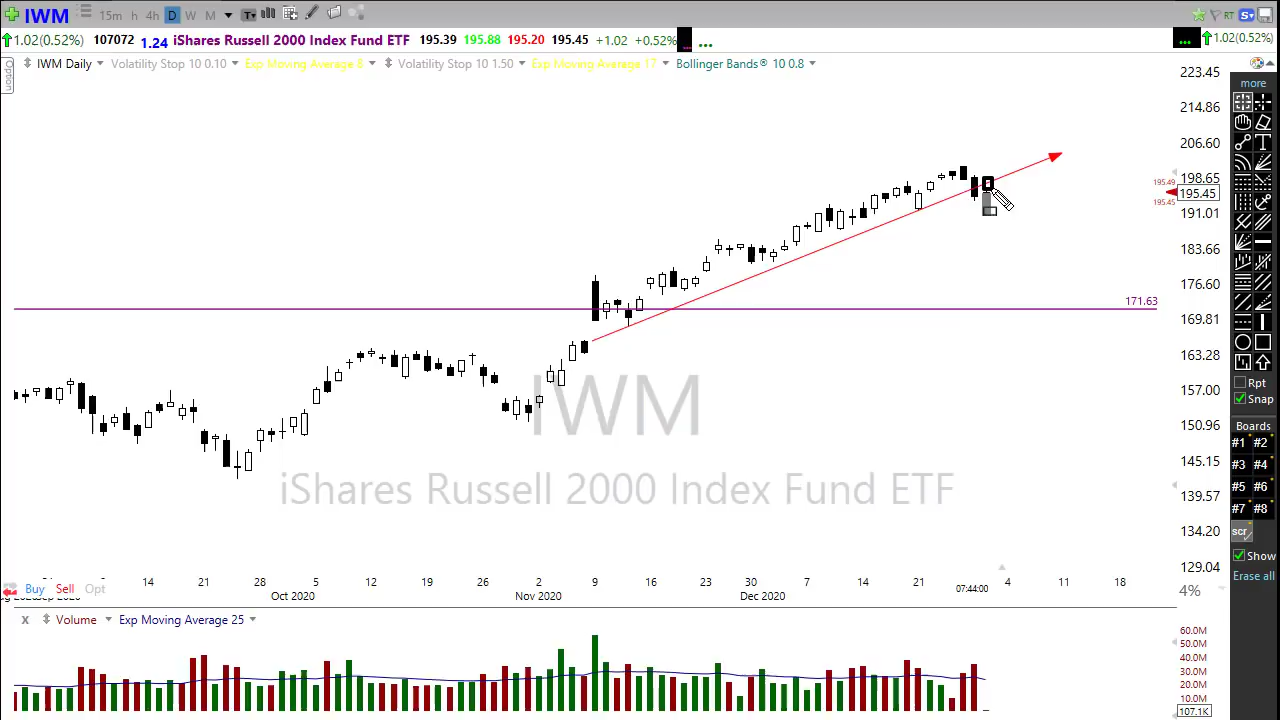 IWM 15m h 4h D W M T RT S
1.02(0.52%) 107072 1.24 iShares Russell 2000 Index Fund ETF 195.39 195.88 195.20 195.45 +1.02 +0.52% ... ... 1.02(0.52%)
Option IWM Daily Volatility Stop 10 0.10 Exp Moving Average 8 Volatility Stop 10 1.50 Exp Moving Average 17 Bollinger Bands® 10 0.8
223.45
214.86
206.60
198.65
195.49
195.45
195.45
191.01
183.66
176.60
171.63
169.81
163.28
157.00
150.96
145.15
139.57
134.20
129.04
IWM
iShares Russell 2000 Index Fund ETF
more
T
Rpt
Snap
Boards
#1 #2
#3 #4
#5 #6
#7 #8
scr
Show
Erase all
14 21 28 5 12 19 26 2 9 16 23 30 7 14 21 07:44:00 4 11 18
Buy Sell Opt
Oct 2020 Nov 2020 Dec 2020
4%
x Volume Exp Moving Average 25
60.0M
50.0M
40.0M
30.0M
20.0M
10.0M
107.1K